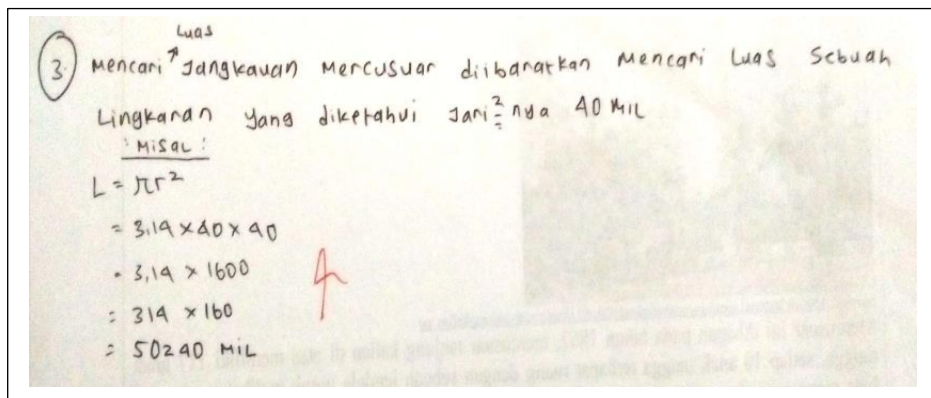 Luas
3. Mencari Jangkauan Mercusuar diibaratkan Mencari Luas Sebuah
Lingkaran yang diketahui Jari²nya 40 MIL
Misal :
L = πr²
= 3,14 × 40 × 40
= 3,14 × 1600
= 314 × 160
= 50240 MIL
4